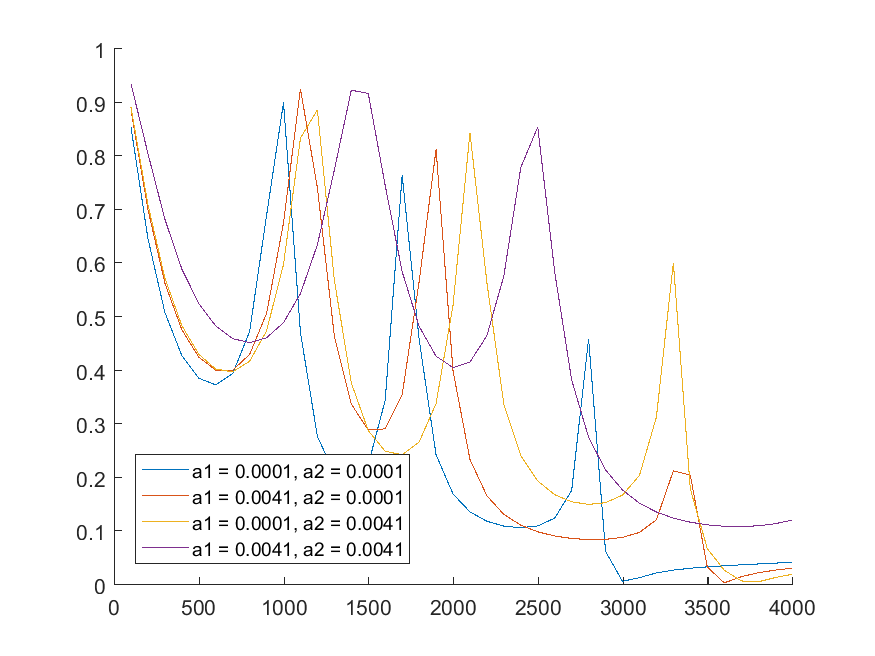 1
0.9
0.8
0.7
0.6
0.5
0.4
0.3
0.2
0.1
0
a1 = 0.0001, a2 = 0.0001
a1 = 0.0041, a2 = 0.0001
a1 = 0.0001, a2 = 0.0041
a1 = 0.0041, a2 = 0.0041
0 500 1000 1500 2000 2500 3000 3500 4000